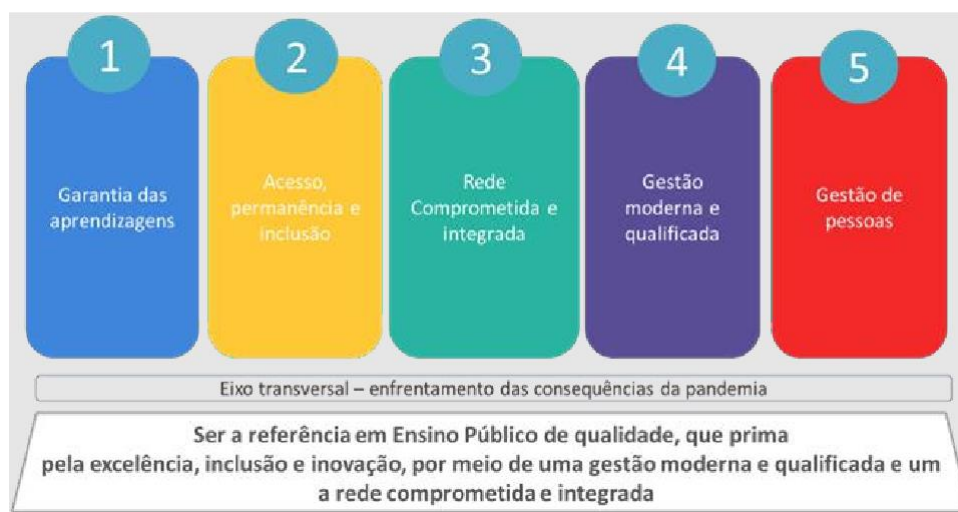 1
Garantia das
aprendizagens
2
Acesso,
permanência e
inclusão
3
Rede
Comprometida e
integrada
4
Gestão
moderna e
qualificada
5
Gestão de
pessoas
Eixo transversal – enfrentamento das consequências da pandemia
Ser a referência em Ensino Público de qualidade, que prima
pela excelência, inclusão e inovação, por meio de uma gestão moderna e qualificada e um
a rede comprometida e integrada